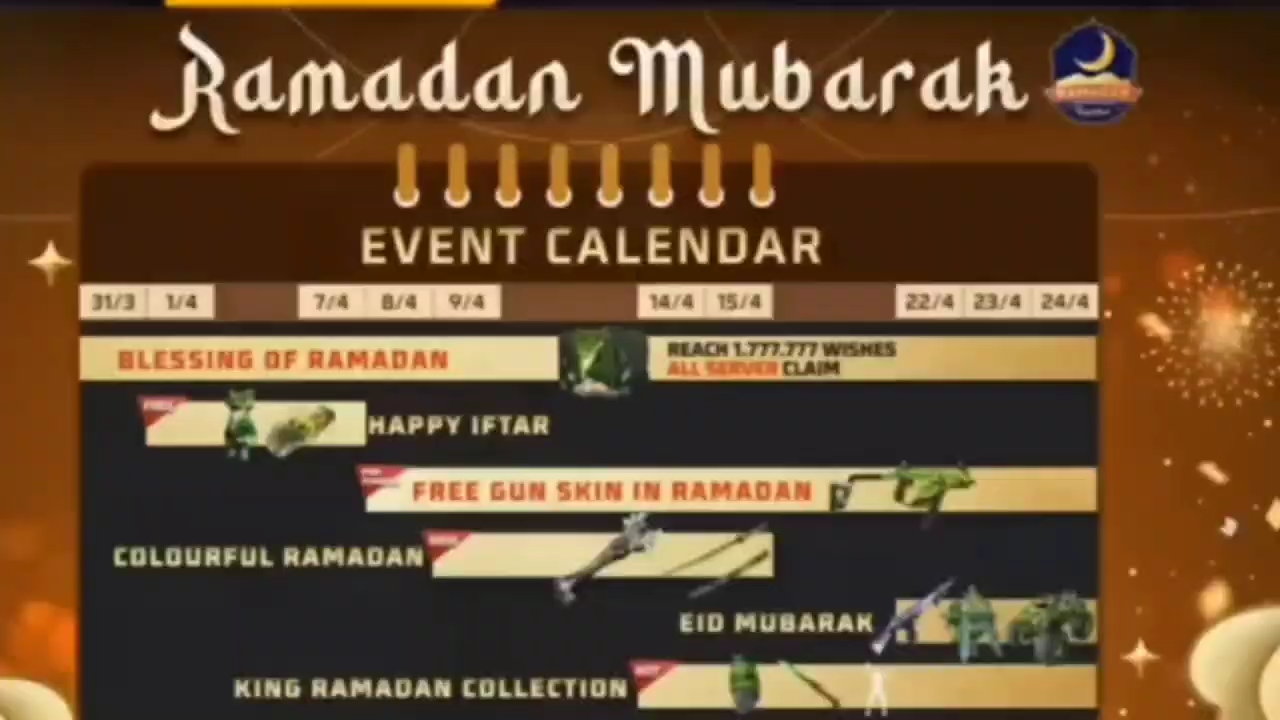 Ramadan Mubarak
EVENT CALENDAR
31/3 1/4 7/4 8/4 9/4 14/4 15/4 22/4 23/4 24/4
BLESSING OF RAMADAN
REACH 1.777.777 WISHES
ALL SERVER CLAIM
HAPPY IFTAR
FREE GUN SKIN IN RAMADAN
COLOURFUL RAMADAN
EID MUBARAK
KING RAMADAN COLLECTION